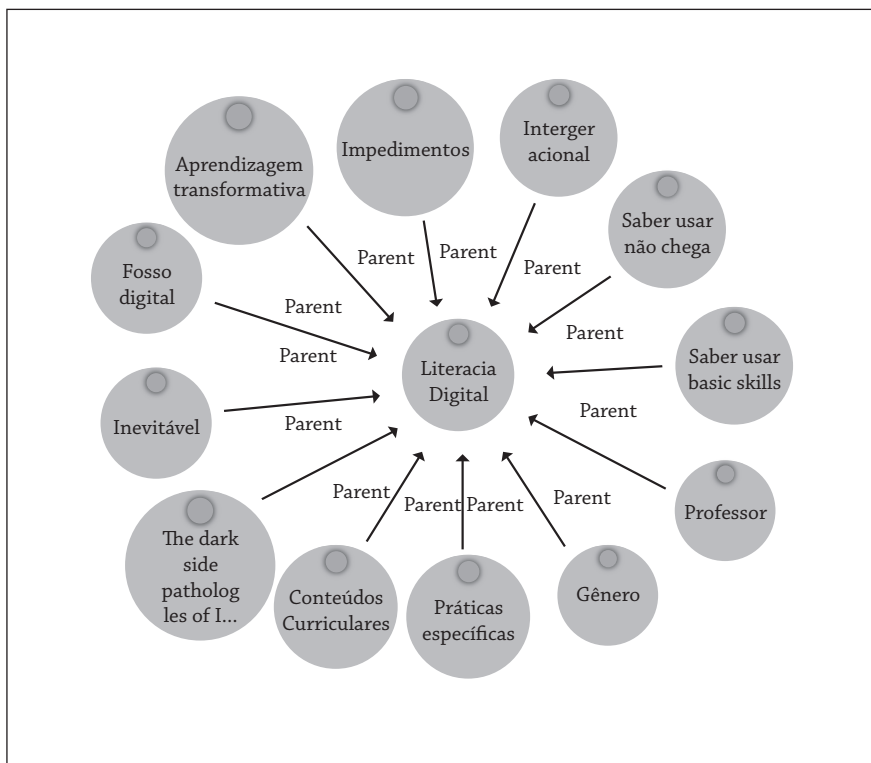 Aprendizagem
transformativa
Impedimentos
Interger
acional
Saber usar
não chega
Fosso
digital
Parent
Parent
Parent
Parent
Parent
Parent
Literacia
Digital
Saber usar
basic skills
Inevitável
Parent
Parent
Professor
The dark
side
patholog
les of I...
Parent
Parent
Parent
Parent
Conteúdos
Curriculares
Práticas
específicas
Gênero